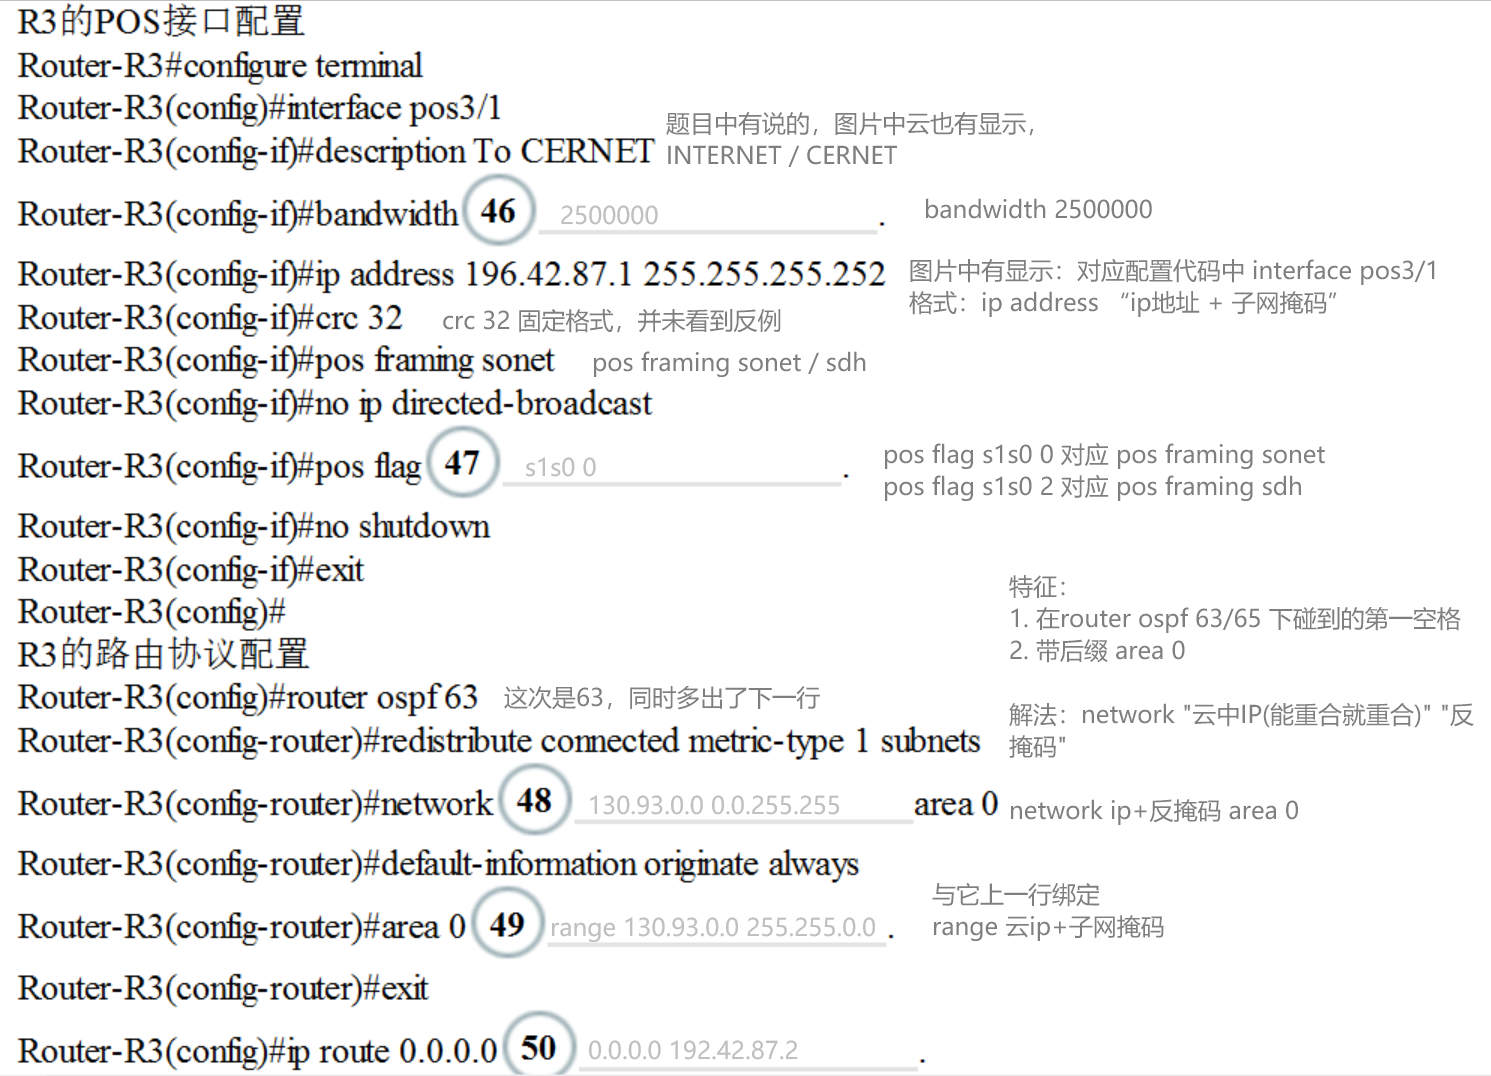 R3的POS接口配置
Router-R3#configure terminal
Router-R3(config)#interface pos3/1
Router-R3(config-if)#description To CERNET
题目中有说的，图片中云也有显示，
INTERNET / CERNET
Router-R3(config-if)#bandwidth 46 2500000 .
bandwidth 2500000
Router-R3(config-if)#ip address 196.42.87.1 255.255.255.252
图片中有显示：对应配置代码中 interface pos3/1
格式：ip address “ip地址 + 子网掩码”
Router-R3(config-if)#crc 32
crc 32 固定格式，并未看到反例
Router-R3(config-if)#pos framing sonet
pos framing sonet / sdh
Router-R3(config-if)#no ip directed-broadcast
Router-R3(config-if)#pos flag 47 s1s0 0 .
pos flag s1s0 0 对应 pos framing sonet
pos flag s1s0 2 对应 pos framing sdh
Router-R3(config-if)#no shutdown
Router-R3(config-if)#exit
Router-R3(config)#
R3的路由协议配置
Router-R3(config)#router ospf 63
这次是63，同时多出了下一行
特征：
1. 在router ospf 63/65 下碰到的第一空格
2. 带后缀 area 0
Router-R3(config-router)#redistribute connected metric-type 1 subnets
解法：network "云中IP(能重合就重合)" "反
掩码"
Router-R3(config-router)#network 48 130.93.0.0 0.0.255.255 area 0
network ip+反掩码 area 0
Router-R3(config-router)#default-information originate always
Router-R3(config-router)#area 0 49 range 130.93.0.0 255.255.0.0 .
与它上一行绑定
range 云ip+子网掩码
Router-R3(config-router)#exit
Router-R3(config)#ip route 0.0.0.0 50 0.0.0.0 192.42.87.2 .